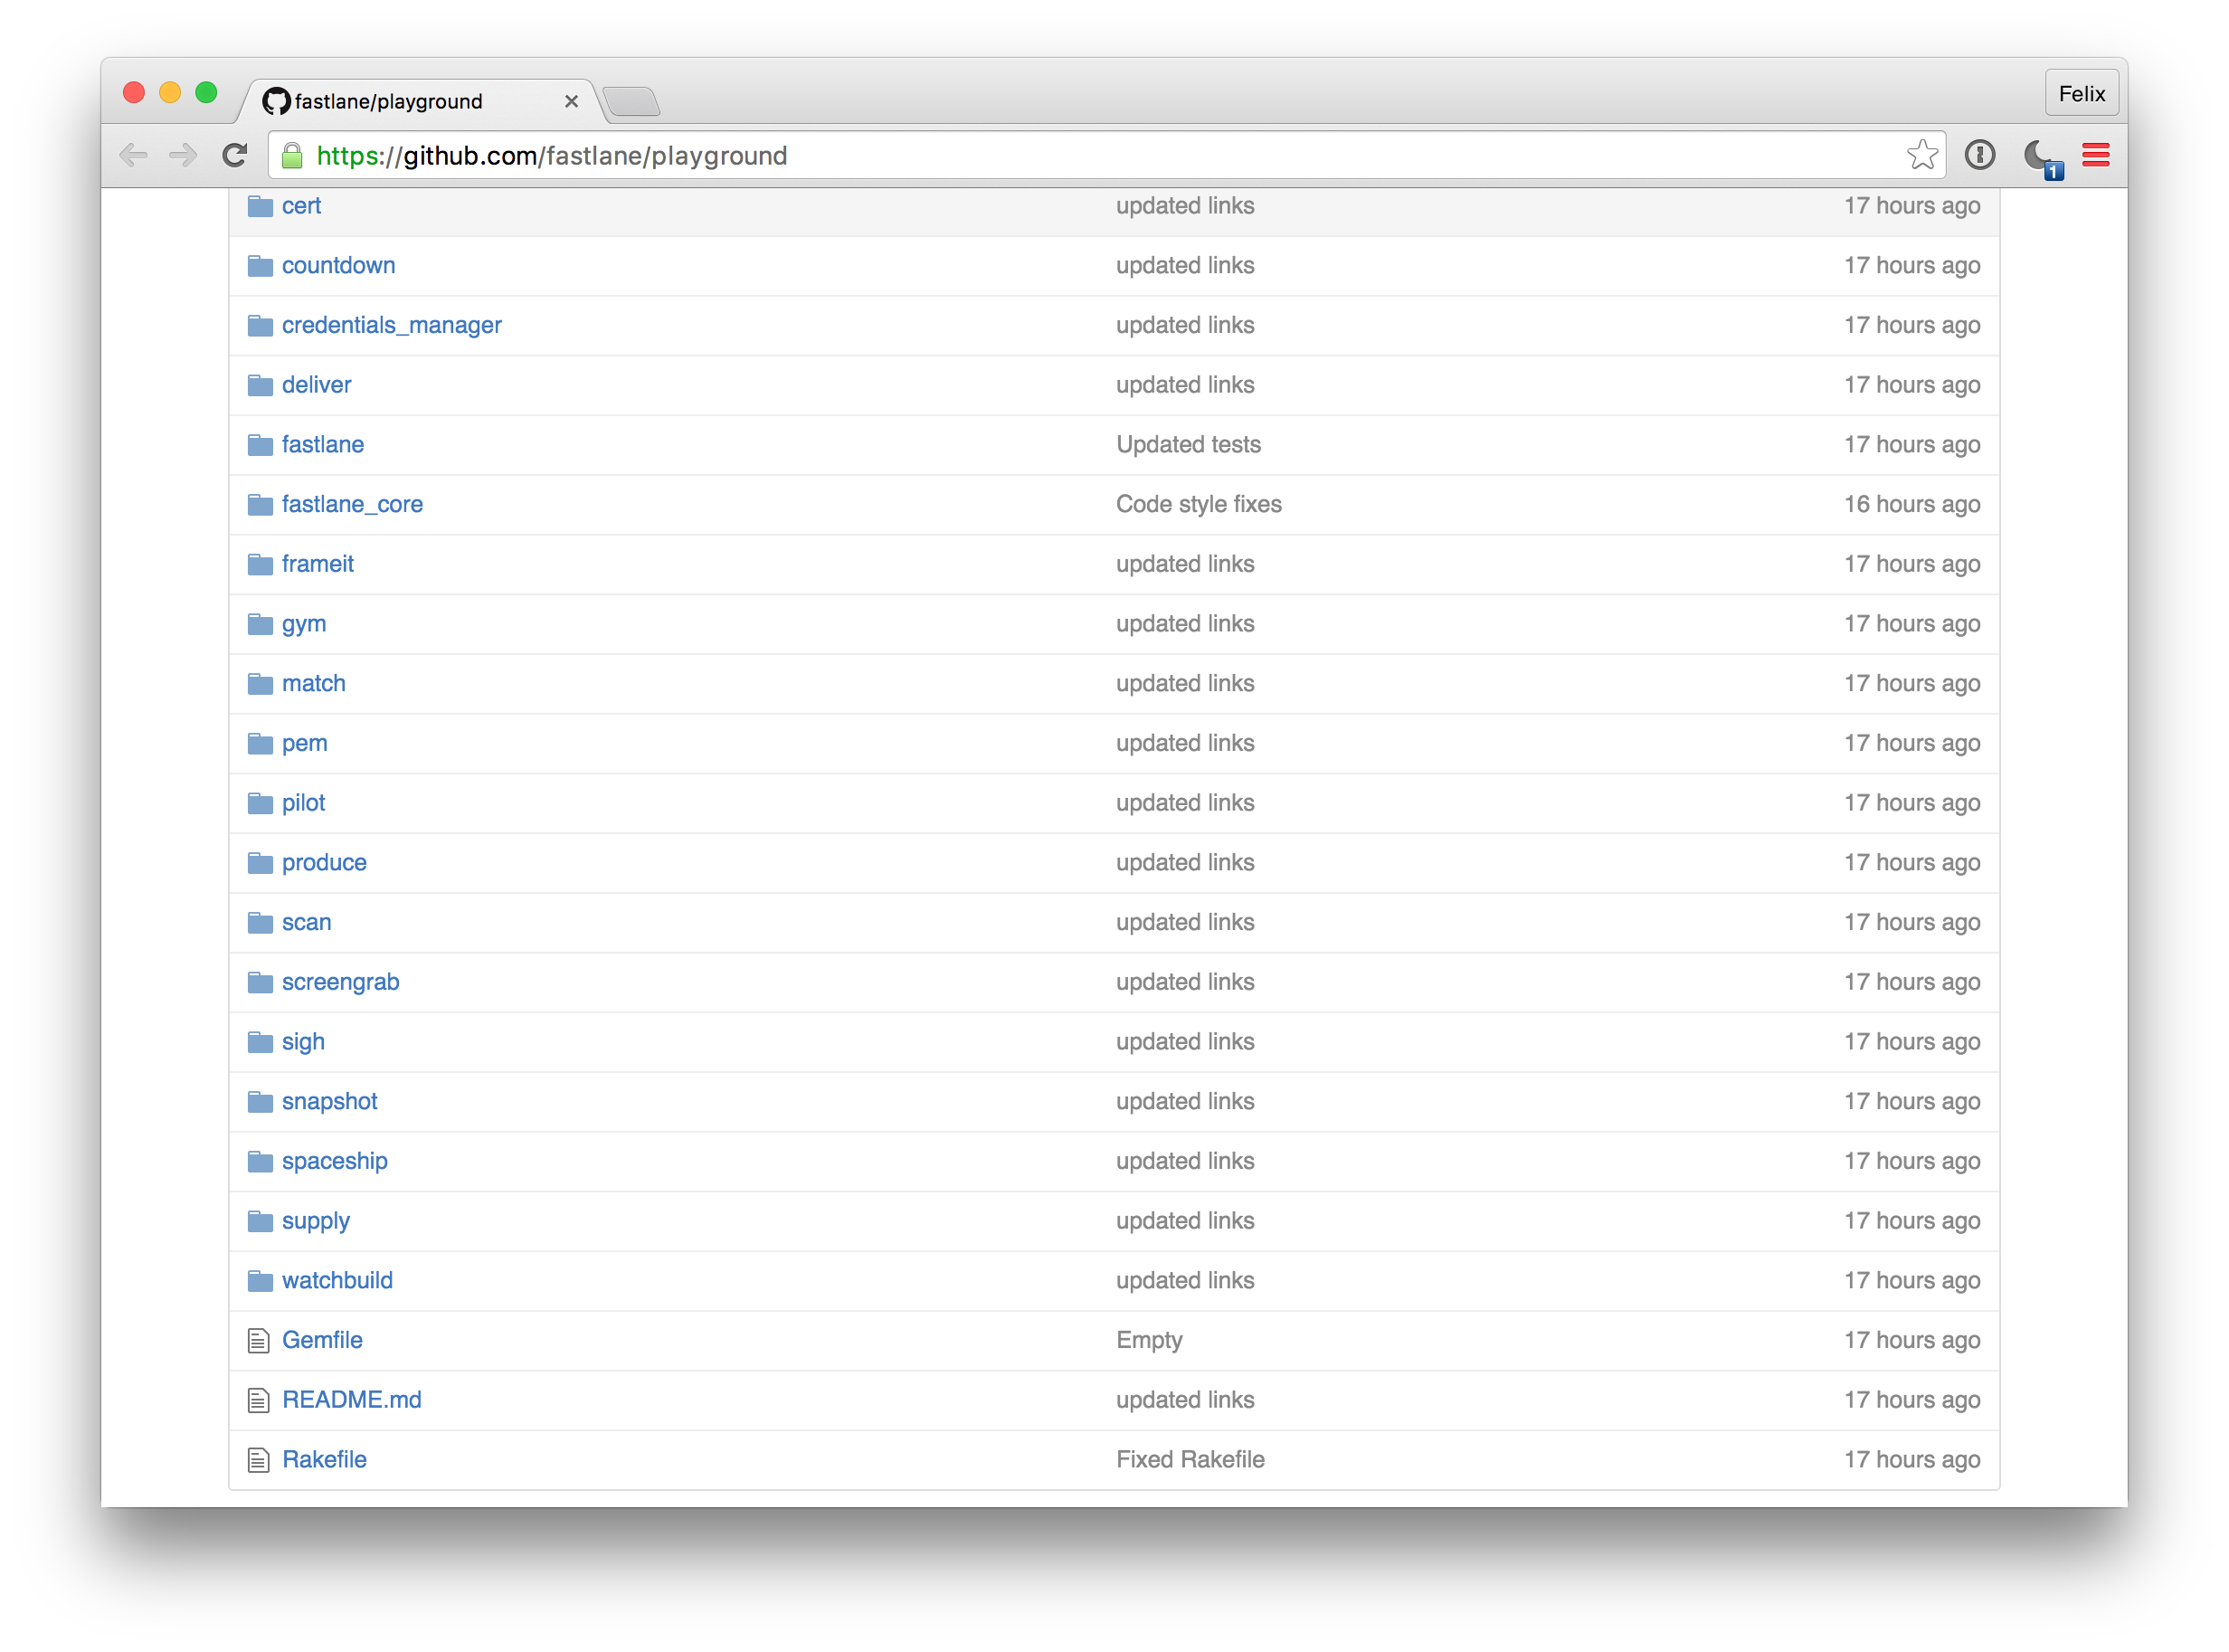 fastlane/playground
Felix
https://github.com/fastlane/playground
1
cert updated links 17 hours ago
countdown updated links 17 hours ago
credentials_manager updated links 17 hours ago
deliver updated links 17 hours ago
fastlane Updated tests 17 hours ago
fastlane_core Code style fixes 16 hours ago
frameit updated links 17 hours ago
gym updated links 17 hours ago
match updated links 17 hours ago
pem updated links 17 hours ago
pilot updated links 17 hours ago
produce updated links 17 hours ago
scan updated links 17 hours ago
screengrab updated links 17 hours ago
sigh updated links 17 hours ago
snapshot updated links 17 hours ago
spaceship updated links 17 hours ago
supply updated links 17 hours ago
watchbuild updated links 17 hours ago
Gemfile Empty 17 hours ago
README.md updated links 17 hours ago
Rakefile Fixed Rakefile 17 hours ago